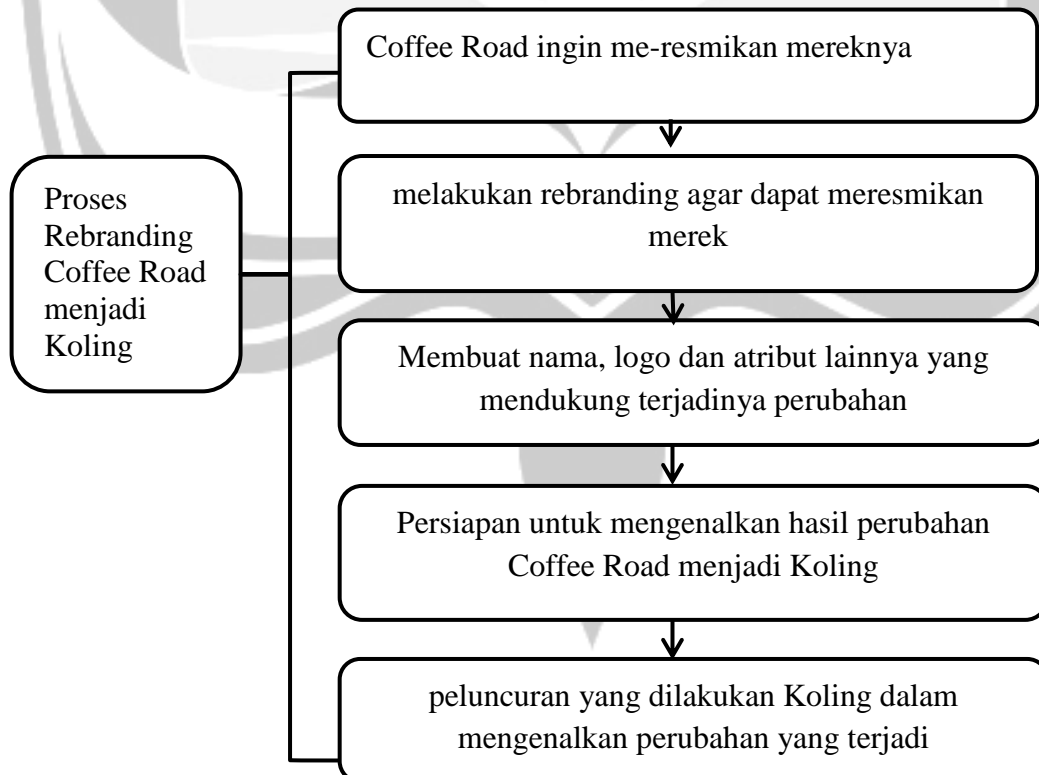 Coffee Road ingin me-resmikan mereknya
Proses
Rebranding
Coffee Road
menjadi
Koling
melakukan rebranding agar dapat meresmikan
merek
Membuat nama, logo dan atribut lainnya yang
mendukung terjadinya perubahan
Persiapan untuk mengenalkan hasil perubahan
Coffee Road menjadi Koling
peluncuran yang dilakukan Koling dalam
mengenalkan perubahan yang terjadi